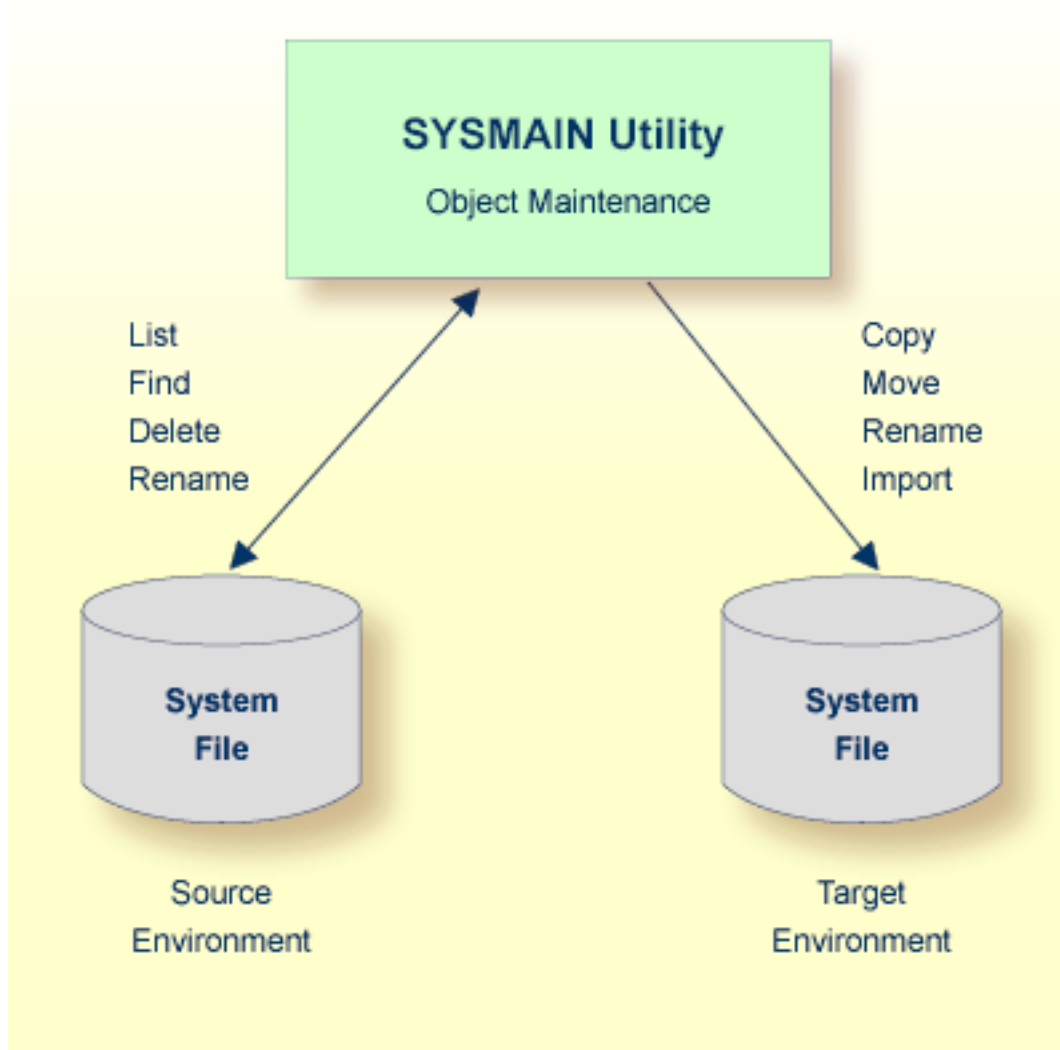 SYSMAIN Utility
Object Maintenance
List
Find
Delete
Rename
Copy
Move
Rename
Import
System
File
System
File
Source
Environment
Target
Environment